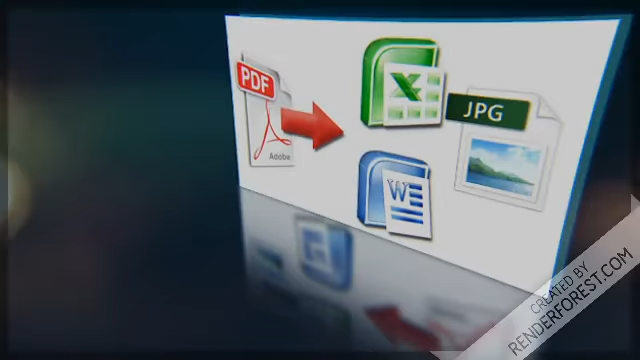 PDF
Adobe
X
JPG
W
CREATED BY
RENDERFOREST.COM